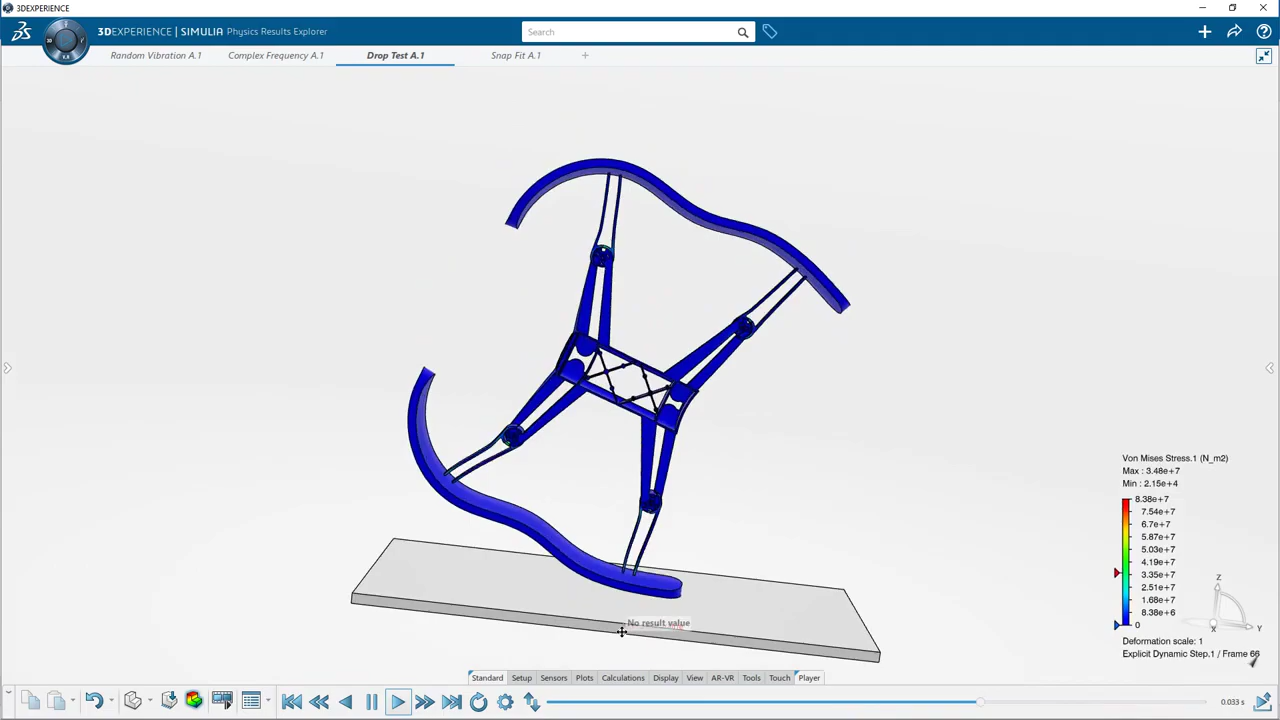 3DEXPERIENCE
3DEXPERIENCE | SIMULIA Physics Results Explorer
Search
Random Vibration A.1
Complex Frequency A.1
Drop Test A.1
Snap Fit A.1
Von Mises Stress.1 (N_m2)
Max : 3.48e+7
Min : 2.15e+4
8.38e+7
7.54e+7
6.7e+7
5.87e+7
5.03e+7
4.19e+7
3.35e+7
2.51e+7
1.68e+7
8.38e+6
0
Z
X
Y
No result value
Deformation scale: 1
Explicit Dynamic Step.1 / Frame 66
Standard
Setup
Sensors
Plots
Calculations
Display
View
AR-VR
Tools
Touch
Player
0.033 s